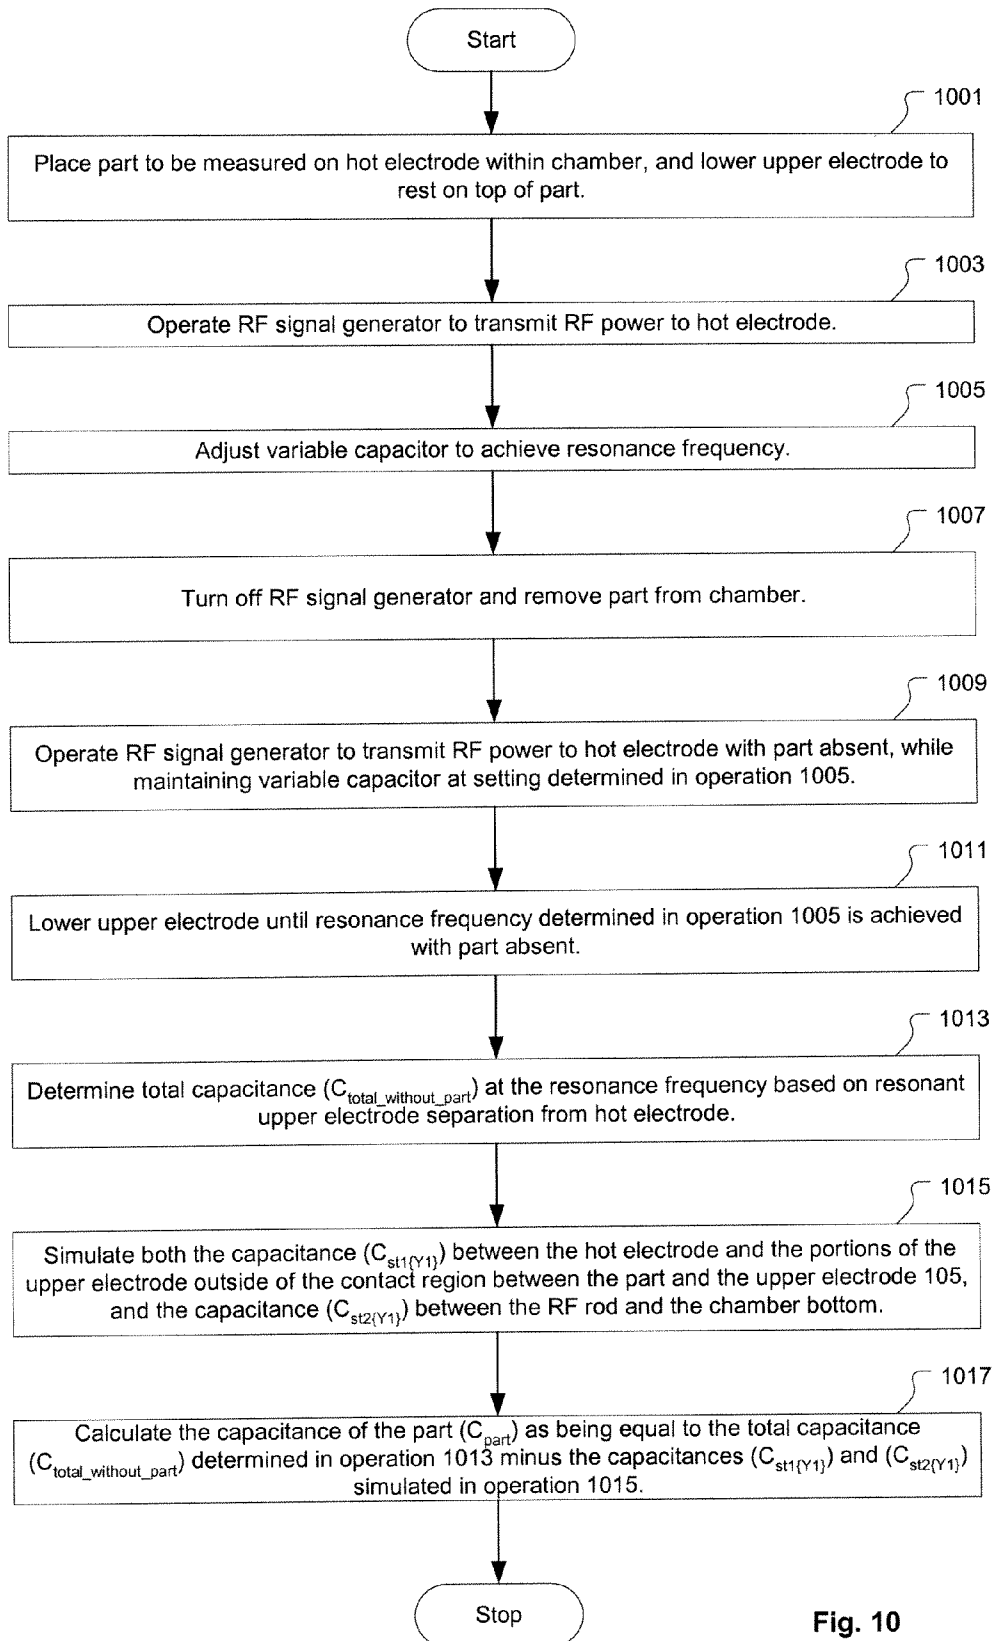 Start
1001
Place part to be measured on hot electrode within chamber, and lower upper electrode to
rest on top of part.
1003
Operate RF signal generator to transmit RF power to hot electrode.
1005
Adjust variable capacitor to achieve resonance frequency.
1007
Turn off RF signal generator and remove part from chamber.
1009
Operate RF signal generator to transmit RF power to hot electrode with part absent, while
maintaining variable capacitor at setting determined in operation 1005.
1011
Lower upper electrode until resonance frequency determined in operation 1005 is achieved
with part absent.
1013
Determine total capacitance (C_total_without_part) at the resonance frequency based on resonant
upper electrode separation from hot electrode.
1015
Simulate both the capacitance (C_st1{Y1}) between the hot electrode and the portions of the
upper electrode outside of the contact region between the part and the upper electrode 105,
and the capacitance (C_st2{Y1}) between the RF rod and the chamber bottom.
1017
Calculate the capacitance of the part (C_part) as being equal to the total capacitance
(C_total_without_part) determined in operation 1013 minus the capacitances (C_st1{Y1}) and (C_st2{Y1})
simulated in operation 1015.
Stop
Fig. 10